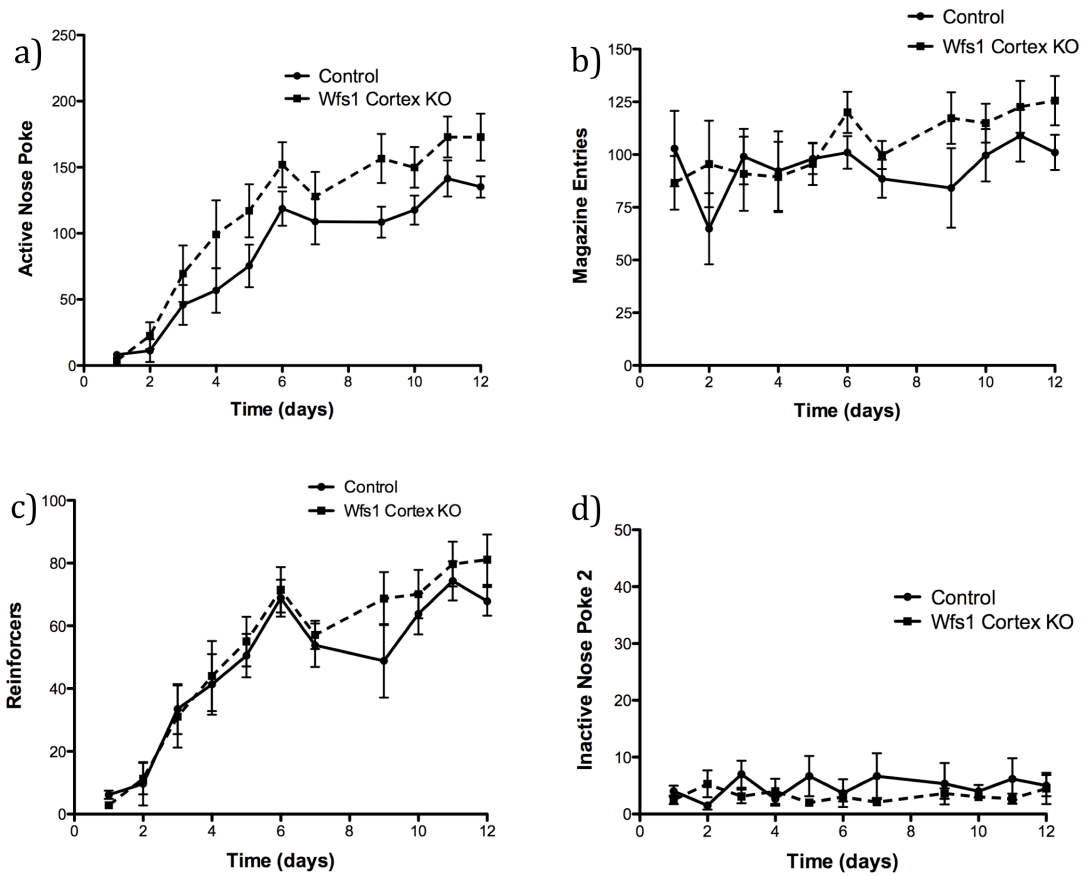 a)
250
200
150
100
50
0
Active Nose Poke
Control
Wfs1 Cortex KO
0 2 4 6 8 10 12
Time (days)
b)
150
125
100
75
50
25
0
Magazine Entries
Control
Wfs1 Cortex KO
0 2 4 6 8 10 12
Time (days)
c)
100
80
60
40
20
0
Reinforcers
Control
Wfs1 Cortex KO
0 2 4 6 8 10 12
Time (days)
d)
50
40
30
20
10
0
Inactive Nose Poke 2
Control
Wfs1 Cortex KO
0 2 4 6 8 10 12
Time (days)